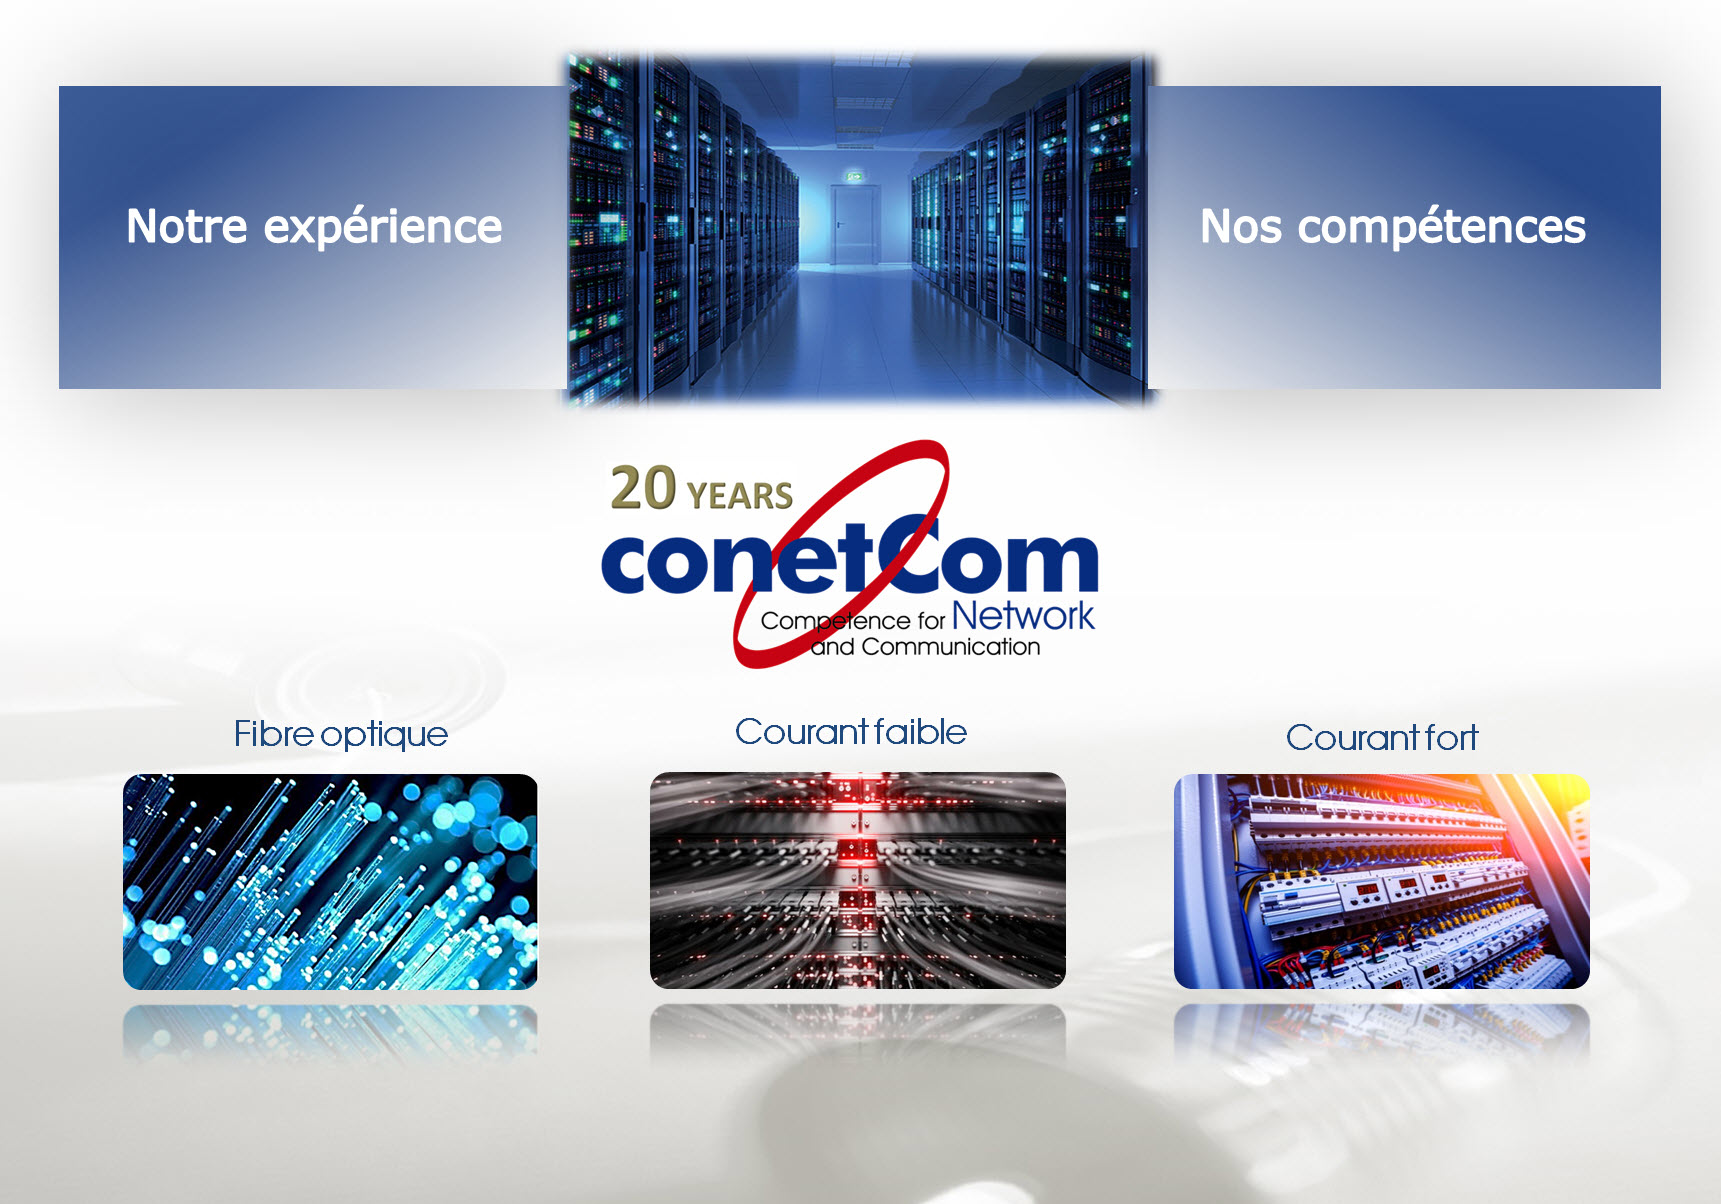 Notre expérience
Nos compétences
20 YEARS
conetCom
Competence for Network
and Communication
Fibre optique
Courant faible
Courant fort